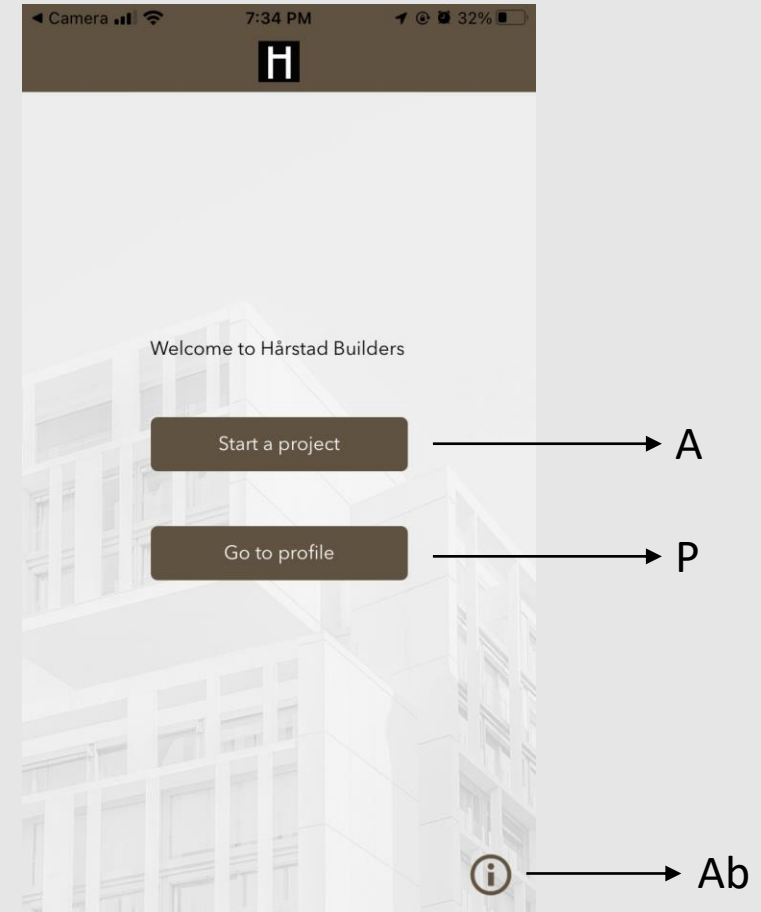 ◀ Camera 7:34 PM 32%
H
Welcome to Hårstad Builders
Start a project
A
Go to profile
P
i
Ab